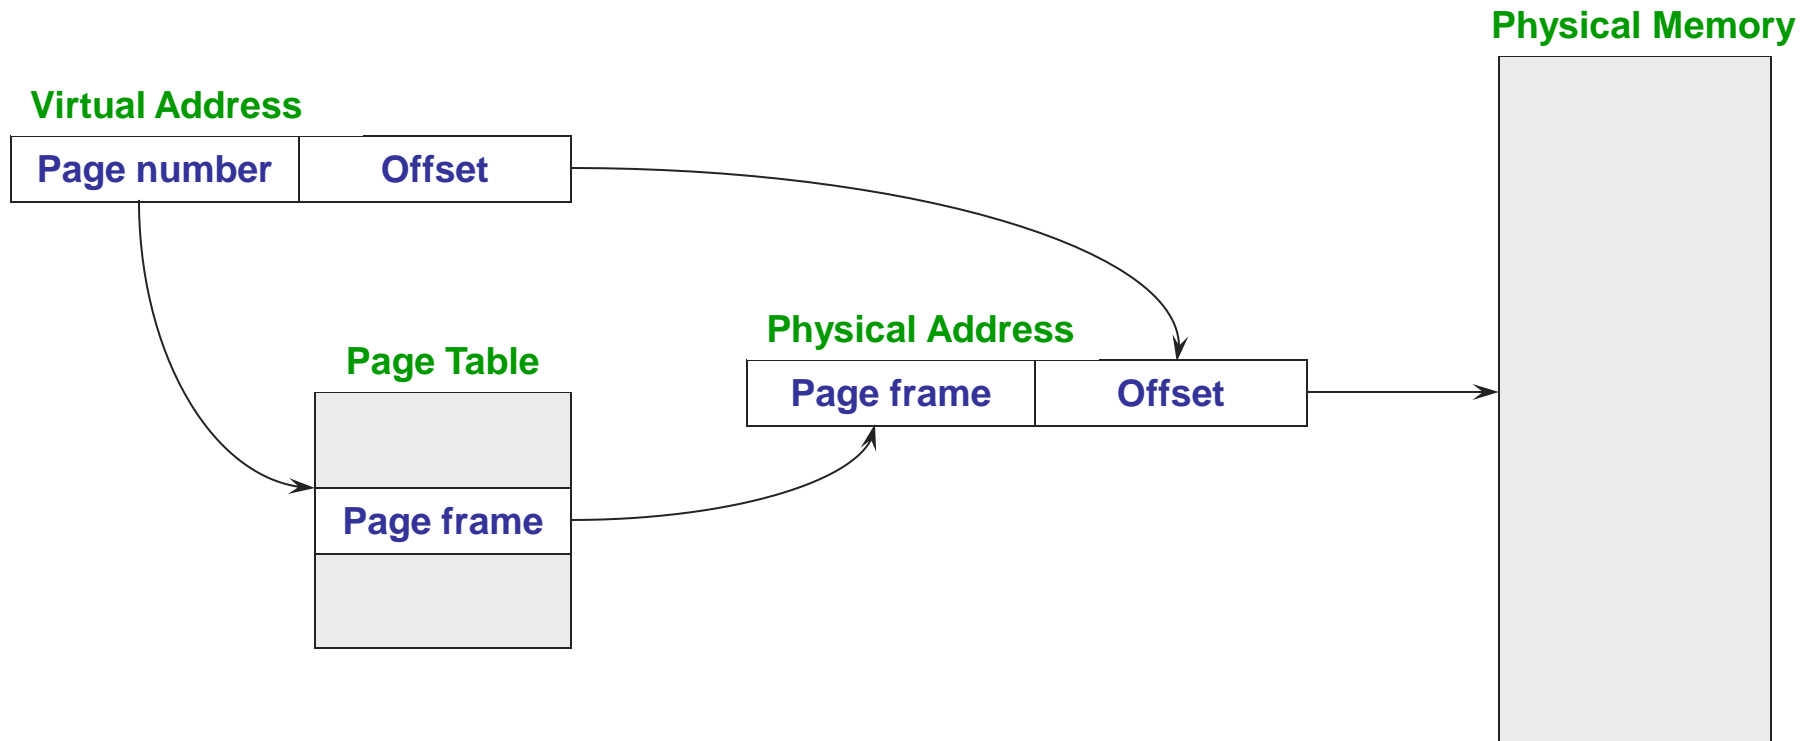 Physical Memory
Virtual Address
Page number Offset
Physical Address
Page Table
Page frame Offset
Page frame